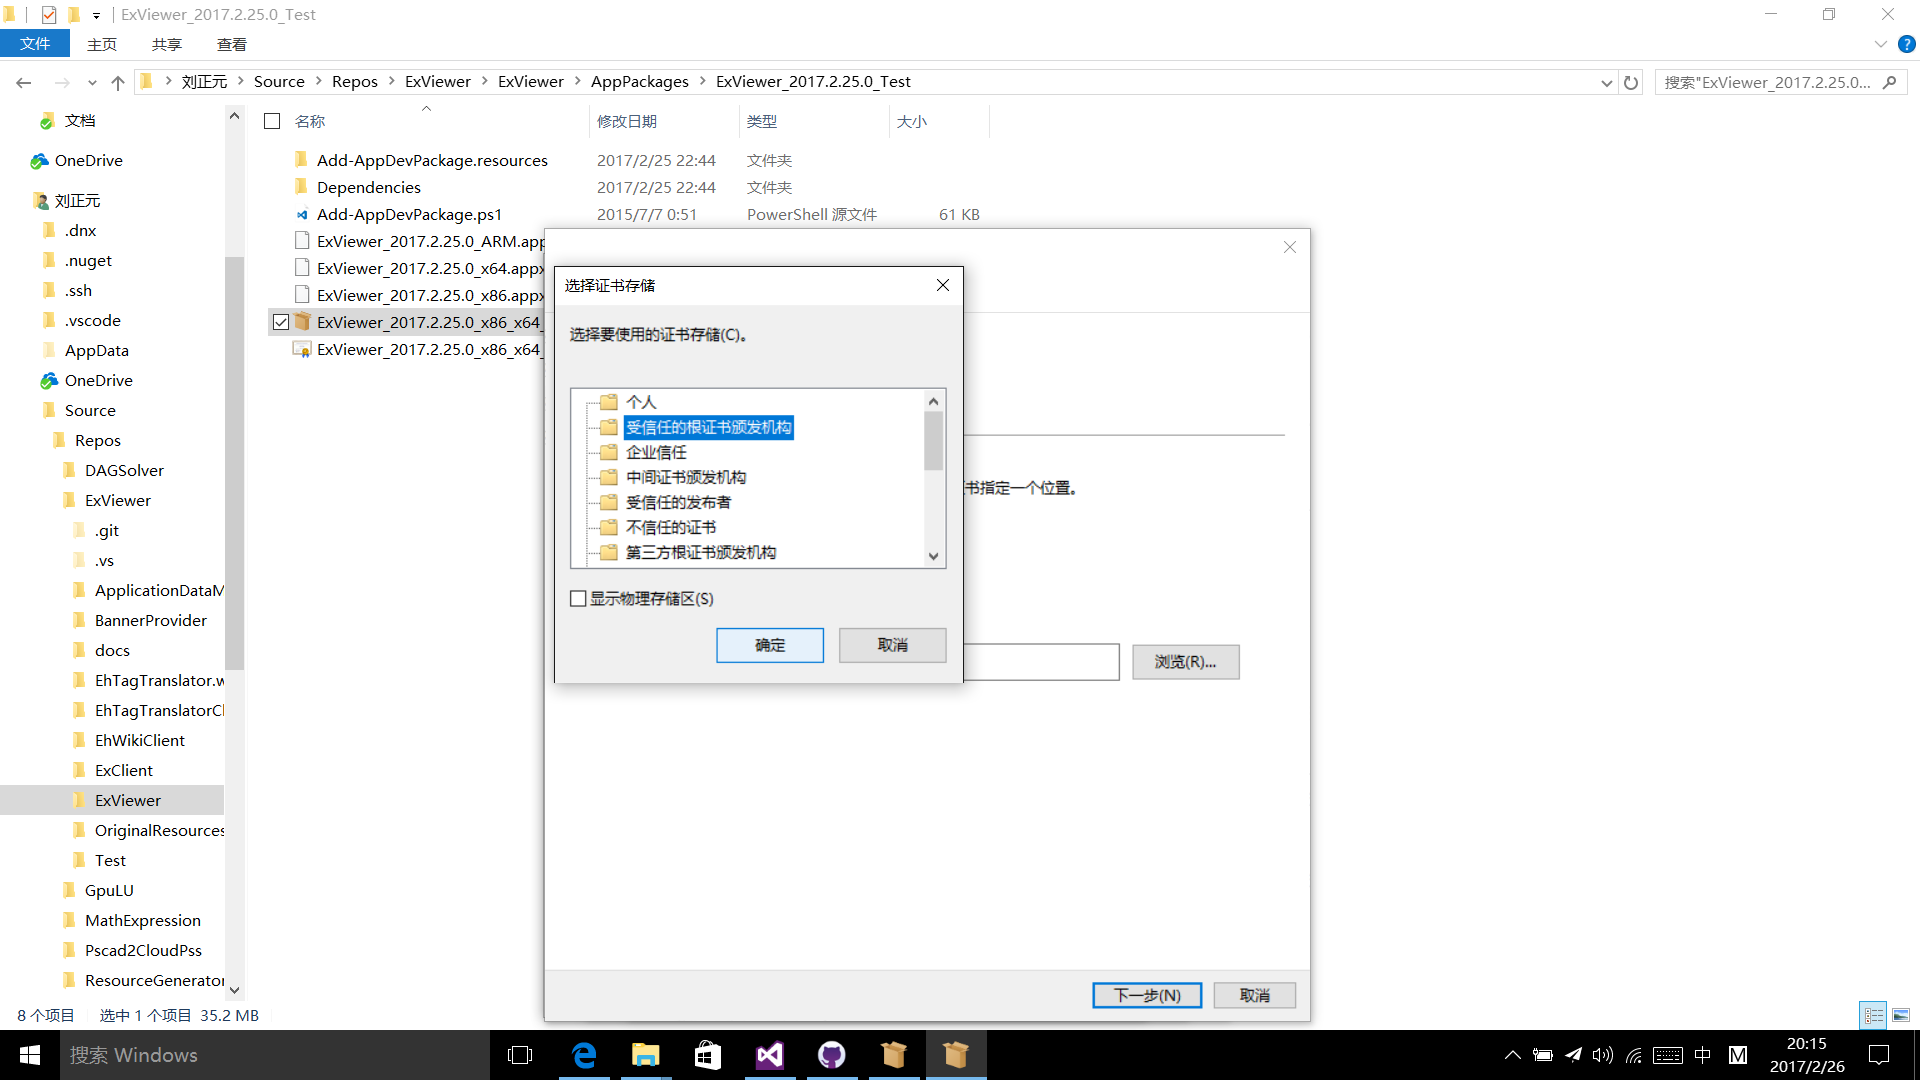 ExViewer_2017.2.25.0_Test
文件 主页 共享 查看
刘正元 Source Repos ExViewer ExViewer AppPackages ExViewer_2017.2.25.0_Test
搜索"ExViewer_2017.2.25.0...
文档
OneDrive
刘正元
.dnx
.nuget
.ssh
.vscode
AppData
OneDrive
Source
Repos
DAGSolver
ExViewer
.git
.vs
ApplicationDataM
BannerProvider
docs
EhTagTranslator.w
EhTagTranslatorCl
EhWikiClient
ExClient
ExViewer
OriginalResources
Test
GpuLU
MathExpression
Pscad2CloudPss
ResourceGenerator
名称 修改日期 类型 大小
Add-AppDevPackage.resources 2017/2/25 22:44 文件夹
Dependencies 2017/2/25 22:44 文件夹
Add-AppDevPackage.ps1 2015/7/7 0:51 PowerShell 源文件 61 KB
ExViewer_2017.2.25.0_ARM.app
ExViewer_2017.2.25.0_x64.appx
ExViewer_2017.2.25.0_x86.appx
ExViewer_2017.2.25.0_x86_x64_
ExViewer_2017.2.25.0_x86_x64_
选择证书存储
选择要使用的证书存储(C)。
个人
受信任的根证书颁发机构
企业信任
中间证书颁发机构
受信任的发布者
不信任的证书
第三方根证书颁发机构
显示物理存储区(S)
确定 取消
书指定一个位置。
浏览(R)...
下一步(N) 取消
8 个项目 选中 1 个项目 35.2 MB
搜索 Windows
中 M
20:15
2017/2/26